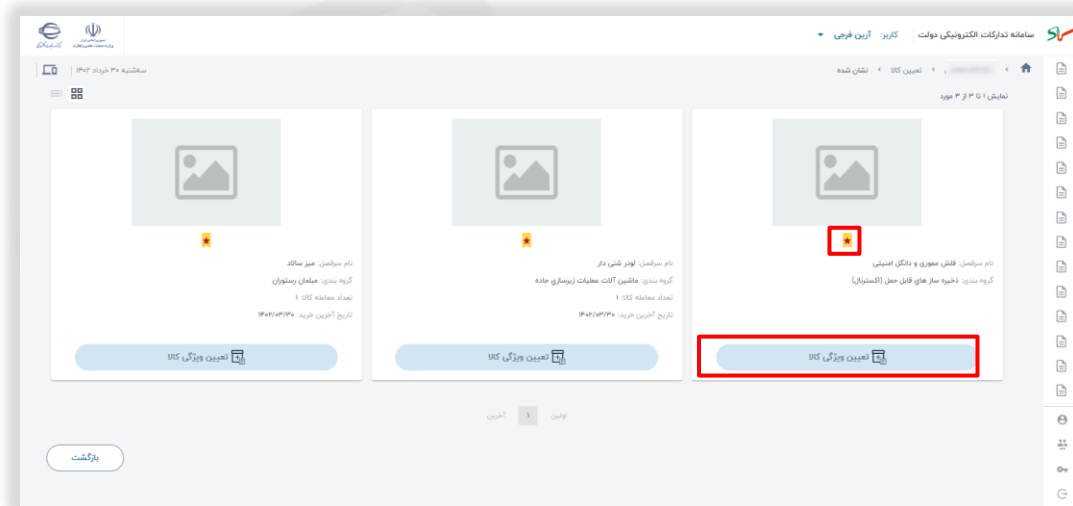 سامانه تدارکات الکترونیکی دولت
کاربر: آرین فرجی
سه‌شنبه ۳۰ خرداد ۱۴۰۲
تعیین کالا
نشان شده
نمایش ۱ تا ۳ از ۳ مورد
نام سرفصل: فلش مموری و دانگل امنیتی
گروه بندی: ذخیره ساز های قابل حمل (اکسترنال)
تعیین ویژگی کالا
نام سرفصل: لودر شنی دار
گروه بندی: ماشین آلات عملیات زیرسازی جاده
تعداد معامله کالا: ۱
تاریخ آخرین خرید: ۱۴۰۲/۰۳/۳۰
تعیین ویژگی کالا
نام سرفصل: میز سالاد
گروه بندی: مبلمان رستوران
تعداد معامله کالا: ۱
تاریخ آخرین خرید: ۱۴۰۲/۰۳/۳۰
تعیین ویژگی کالا
اولین ۱ آخرین
بازگشت